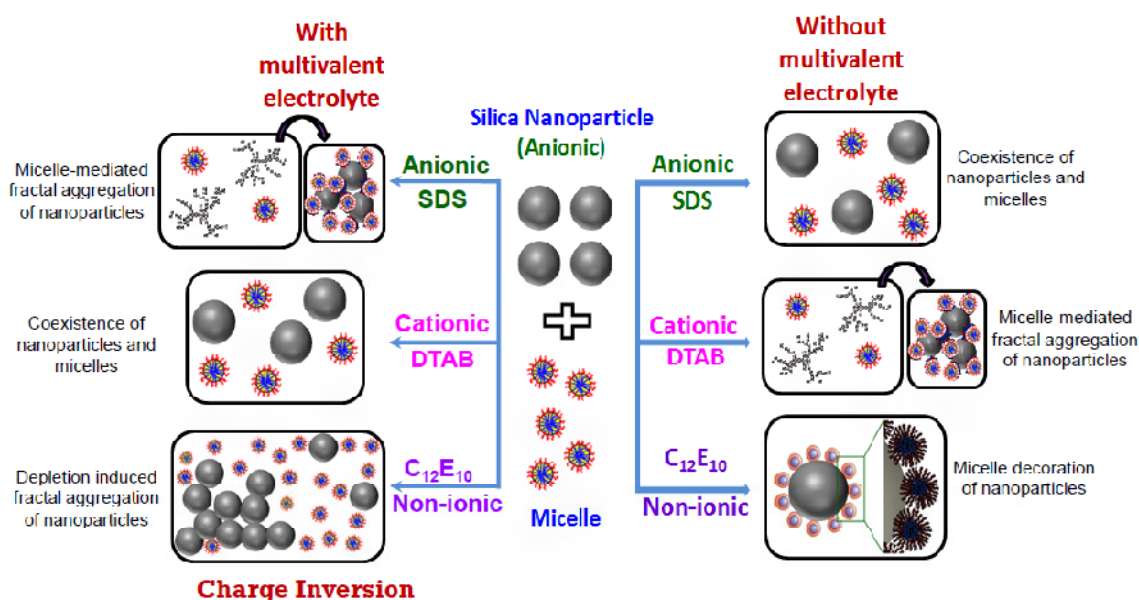 With
multivalent
electrolyte
Without
multivalent
electrolyte
Silica Nanoparticle
(Anionic)
Micelle-mediated
fractal aggregation
of nanoparticles
Anionic
SDS
Anionic
SDS
Coexistence of
nanoparticles and
micelles
Coexistence of
nanoparticles and
micelles
Cationic
DTAB
Cationic
DTAB
Micelle-mediated
fractal aggregation
of nanoparticles
Depletion induced
fractal aggregation
of nanoparticles
C₁₂E₁₀
Non-ionic
Micelle
C₁₂E₁₀
Non-ionic
Micelle decoration
of nanoparticles
Charge Inversion